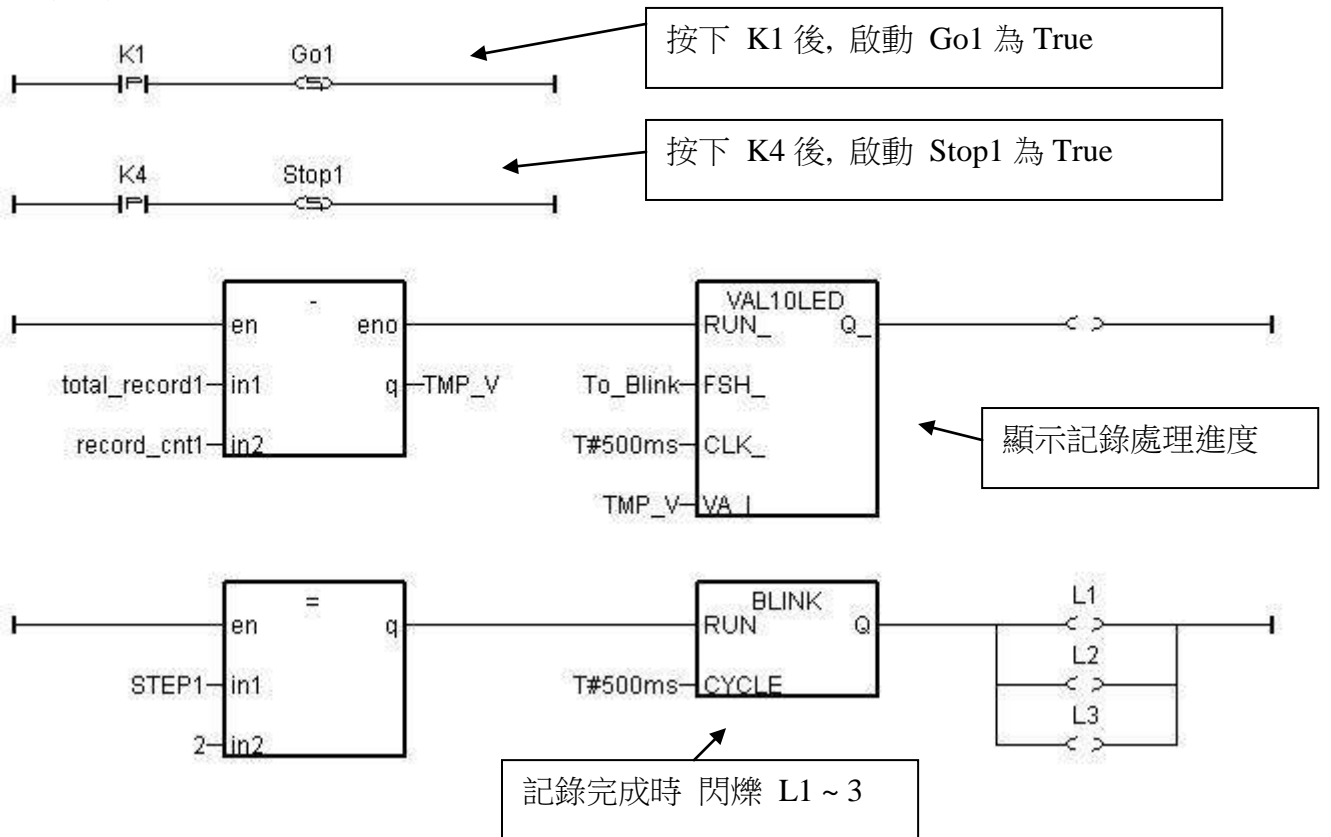 按下 K1 後, 啟動 Go1 為 True
K1
Go1
P
S
按下 K4 後, 啟動 Stop1 為 True
K4
Stop1
P
S
-
en
eno
total_record1
in1
q
TMP_V
record_cnt1
in2
VAL10LED
RUN_
Q_
To_Blink
FSH_
T#500ms
CLK_
TMP_V
顯示記錄處理進度
=
en
q
STEP1
in1
2
in2
BLINK
RUN
Q
T#500ms
CYCLE
L1
L2
L3
記錄完成時 閃爍 L1 ~ 3